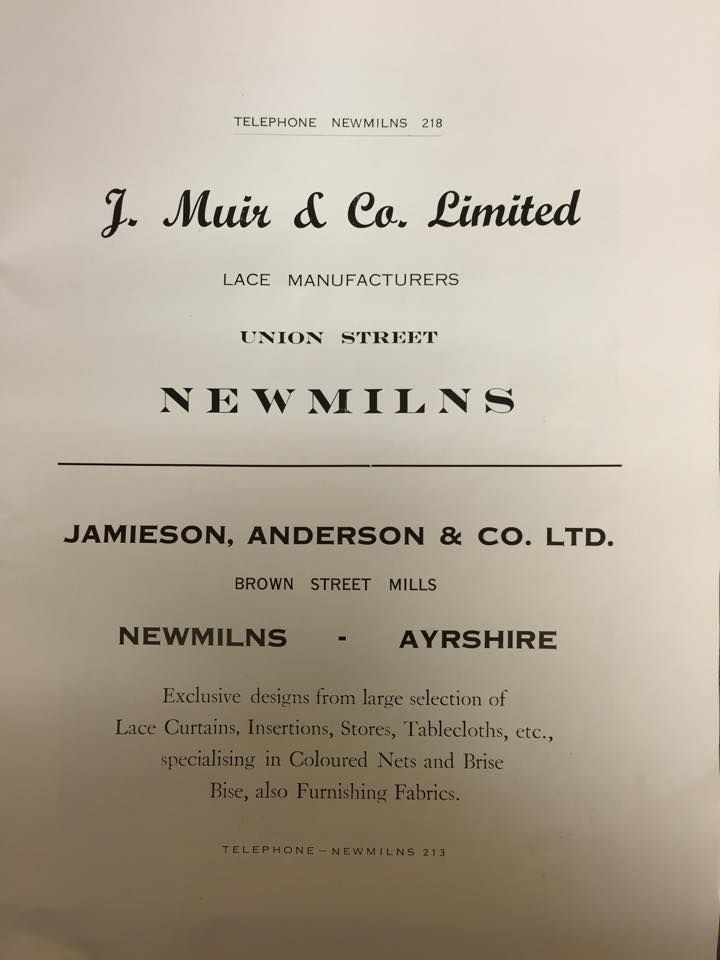 TELEPHONE NEWMILNS 218
J. Muir & Co. Limited
LACE MANUFACTURERS
UNION STREET
NEWMILNS
JAMIESON, ANDERSON & CO. LTD.
BROWN STREET MILLS
NEWMILNS - AYRSHIRE
Exclusive designs from large selection of
Lace Curtains, Insertions, Stores, Tablecloths, etc.,
specialising in Coloured Nets and Brise
Bise, also Furnishing Fabrics.
TELEPHONE—NEWMILNS 213